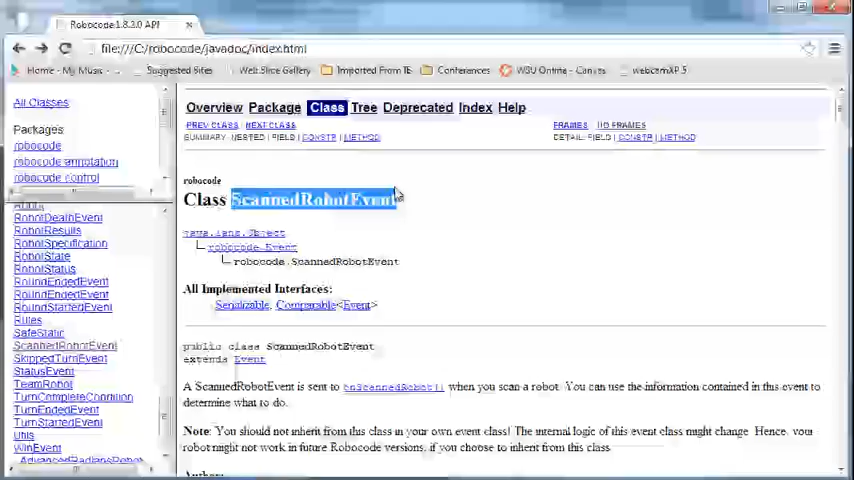 Robocode 1.8.3.0 API
file:///C:/robocode/javadoc/index.html
Home - My Music -
Suggested Sites
Web Slice Gallery
Imported From IE
Conferences
WSU Online - Canvas
webcamXP 5
All Classes
Packages
robocode
robocode.annotation
robocode.control
RobotDeathEvent
RobotResults
RobotSpecification
RobotState
RobotStatus
RoundEndedEvent
RoundEndedEvent
RoundStartedEvent
Rules
SafeStatic
ScannedRobotEvent
SkippedTurnEvent
StatusEvent
TeamRobot
TurnCompleteCondition
TurnEndedEvent
TurnStartedEvent
Utils
WinEvent
_AdvancedRadiansRobot
Overview Package Class Tree Deprecated Index Help
PREV CLASS NEXT CLASS
FRAMES NO FRAMES
SUMMARY: NESTED | FIELD | CONSTR | METHOD
DETAIL: FIELD | CONSTR | METHOD
robocode
Class ScannedRobotEvent
java.lang.Object
robocode.Event
robocode.ScannedRobotEvent
All Implemented Interfaces:
Serializable, Comparable<Event>
public class ScannedRobotEvent
extends Event
A ScannedRobotEvent is sent to onScannedRobot() when you scan a robot. You can use the information contained in this event to
determine what to do.
Note: You should not inherit from this class in your own event class! The internal logic of this event class might change. Hence, your
robot might not work in future Robocode versions, if you choose to inherit from this class.